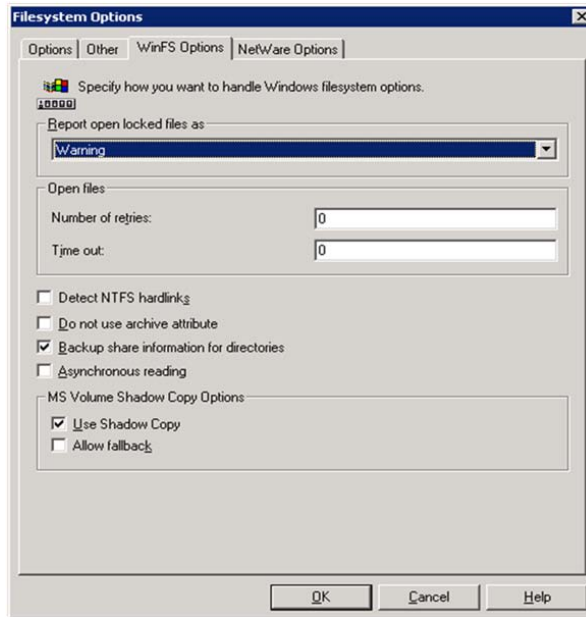 Filesystem Options
Options
Other
WinFS Options
NetWare Options
Specify how you want to handle Windows filesystem options.
Report open locked files as
Warning
Open files
Number of retries:
0
Time out:
0
Detect NTFS hardlinks
Do not use archive attribute
Backup share information for directories
Asynchronous reading
MS Volume Shadow Copy Options
Use Shadow Copy
Allow fallback
OK
Cancel
Help